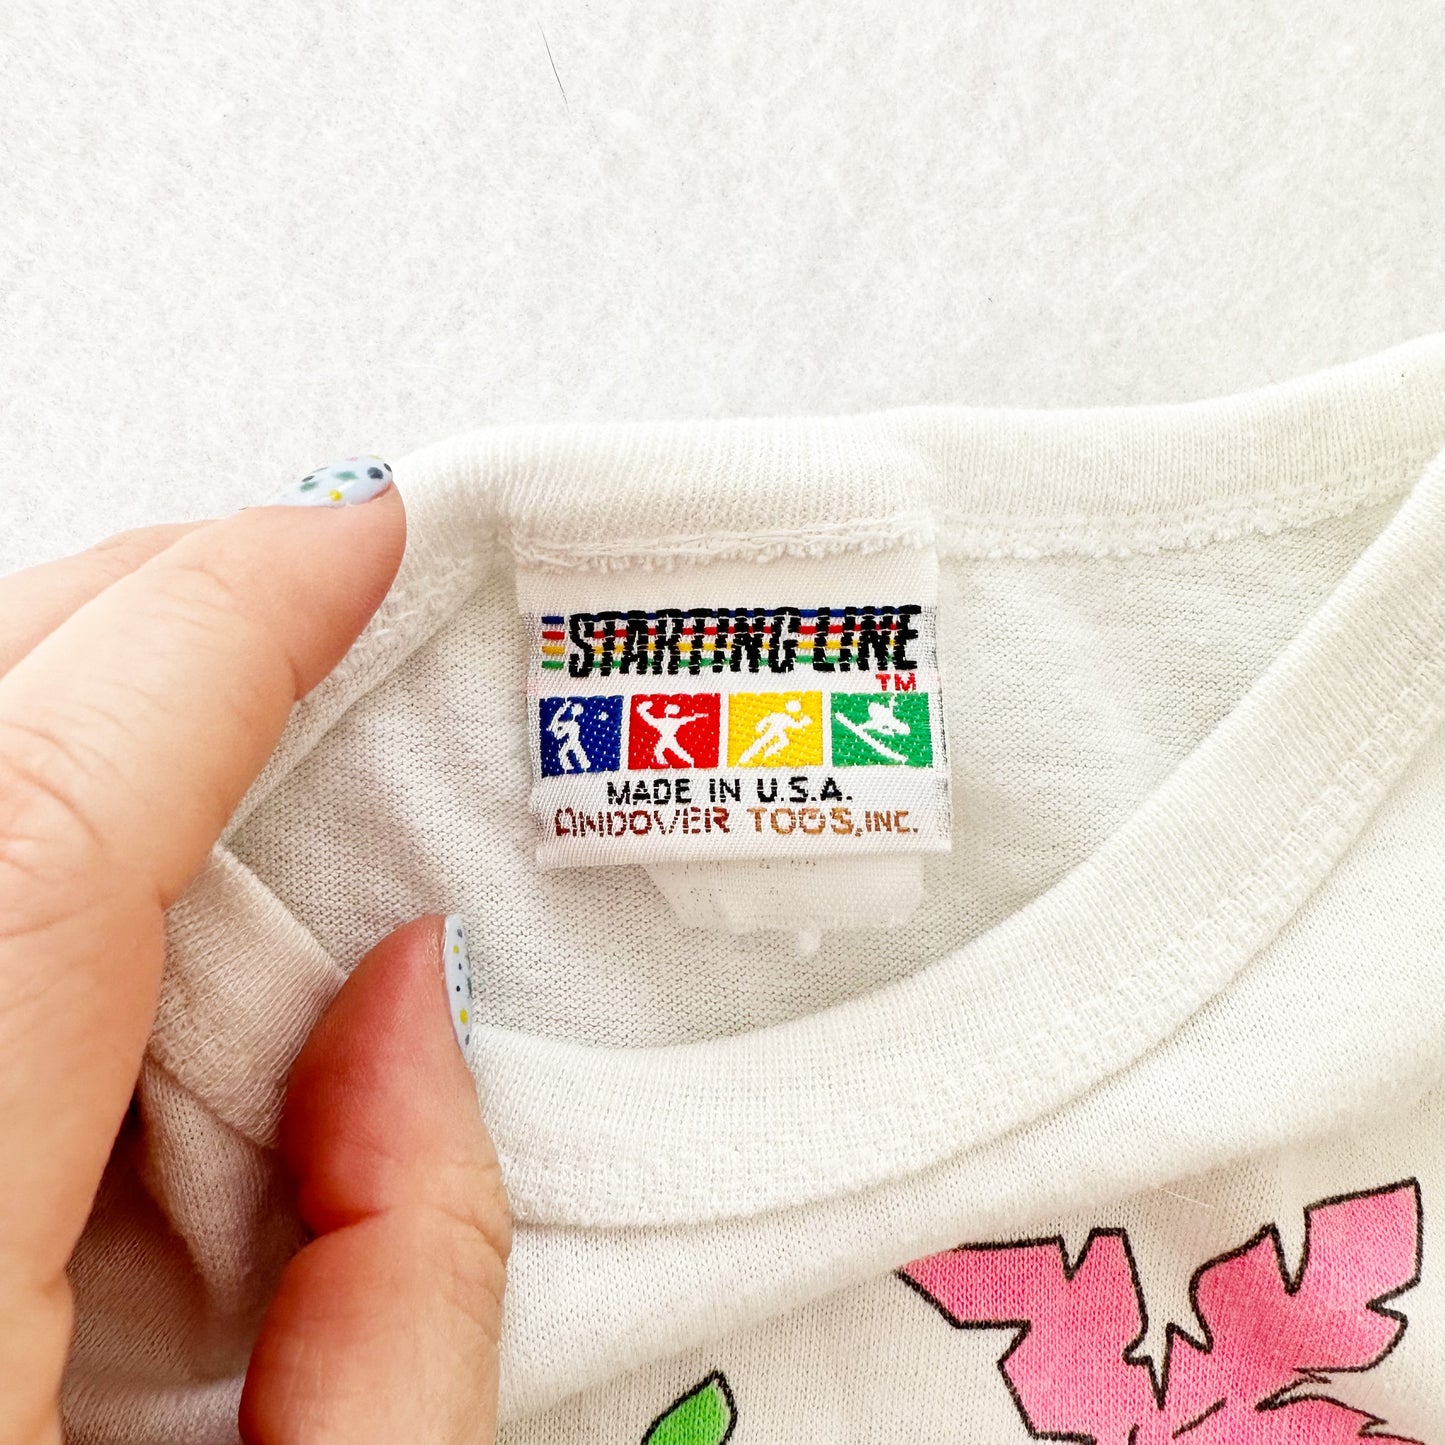 STARTING LINE
TM
MADE IN U.S.A.
ANDOVER TOGS, INC.